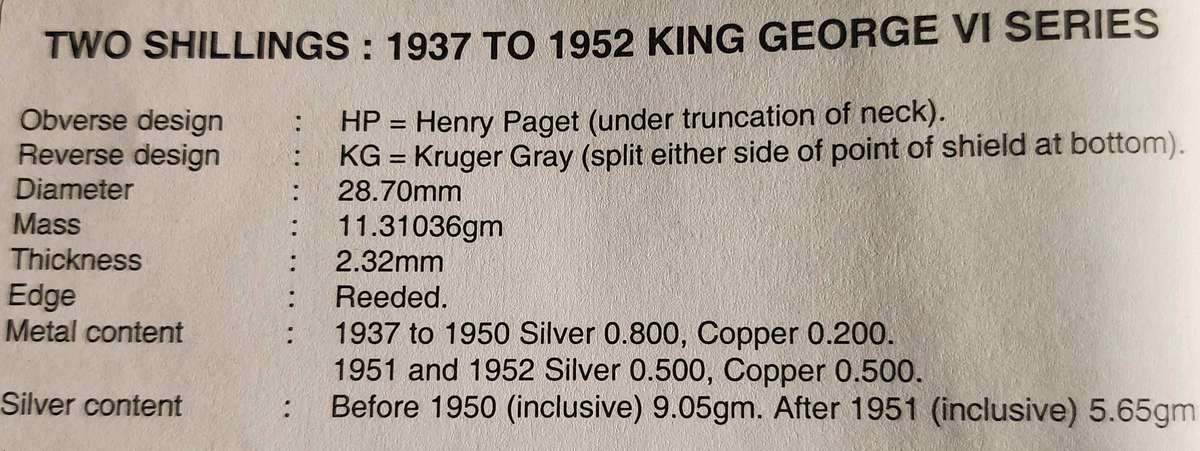 TWO SHILLINGS : 1937 TO 1952 KING GEORGE VI SERIES
Obverse design : HP = Henry Paget (under truncation of neck).
Reverse design : KG = Kruger Gray (split either side of point of shield at bottom).
Diameter : 28.70mm
Mass : 11.31036gm
Thickness : 2.32mm
Edge : Reeded.
Metal content : 1937 to 1950 Silver 0.800, Copper 0.200.
1951 and 1952 Silver 0.500, Copper 0.500.
Silver content : Before 1950 (inclusive) 9.05gm. After 1951 (inclusive) 5.65gm